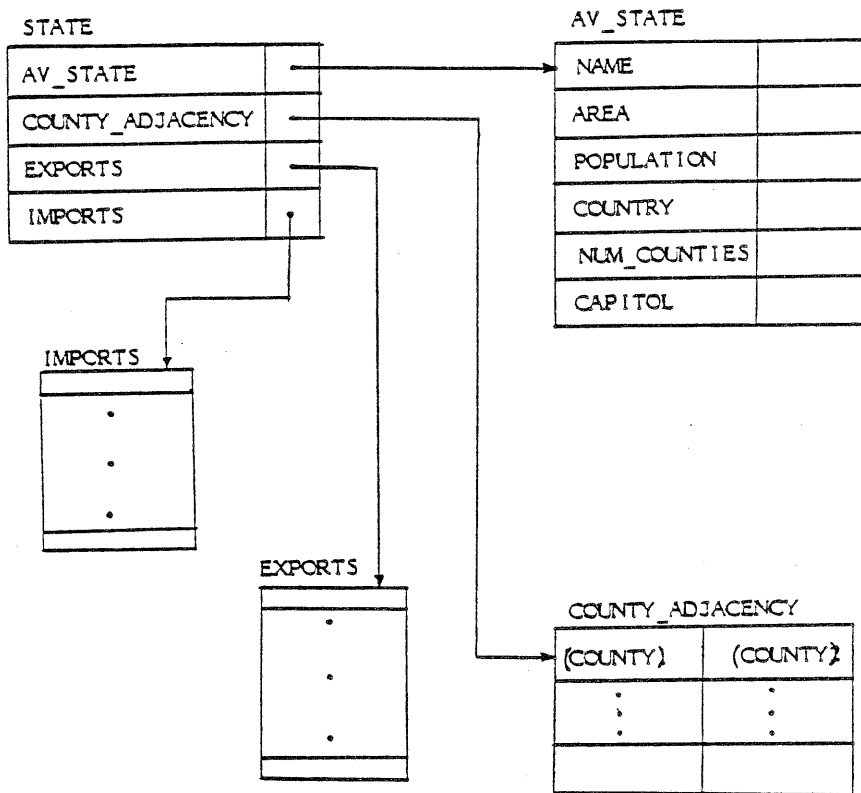 STATE
AV_STATE
COUNTY_ADJACENCY
EXPORTS
IMPORTS
AV_STATE
NAME
AREA
POPULATION
COUNTRY
NUM_COUNTIES
CAPITOL
IMPORTS
EXPORTS
COUNTY_ADJACENCY
(COUNTY) (COUNTY)